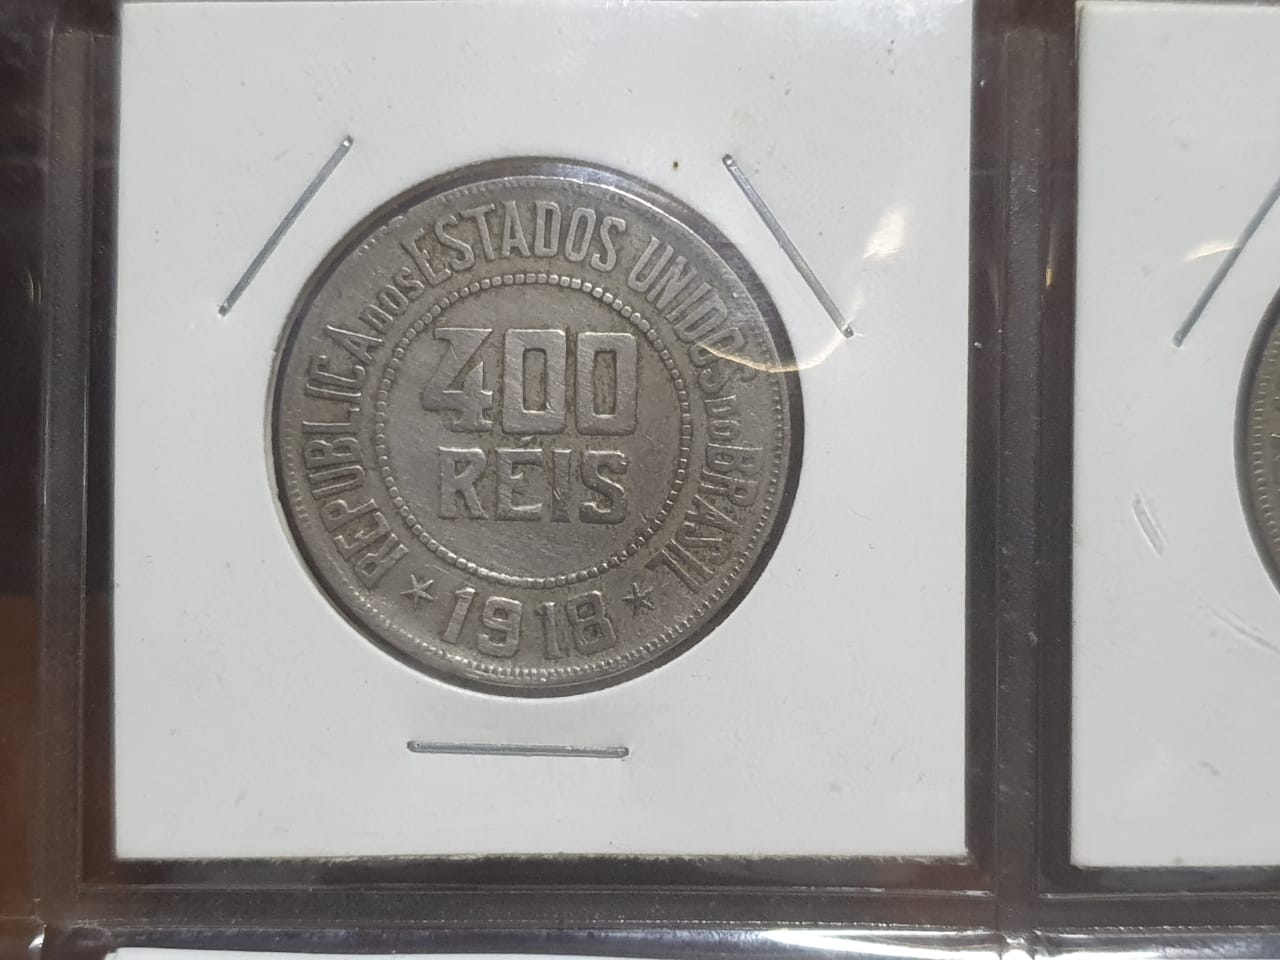 REPUBLICA DOS ESTADOS UNIDOS DO BRASIL
400
RÉIS
★ 1918 ★